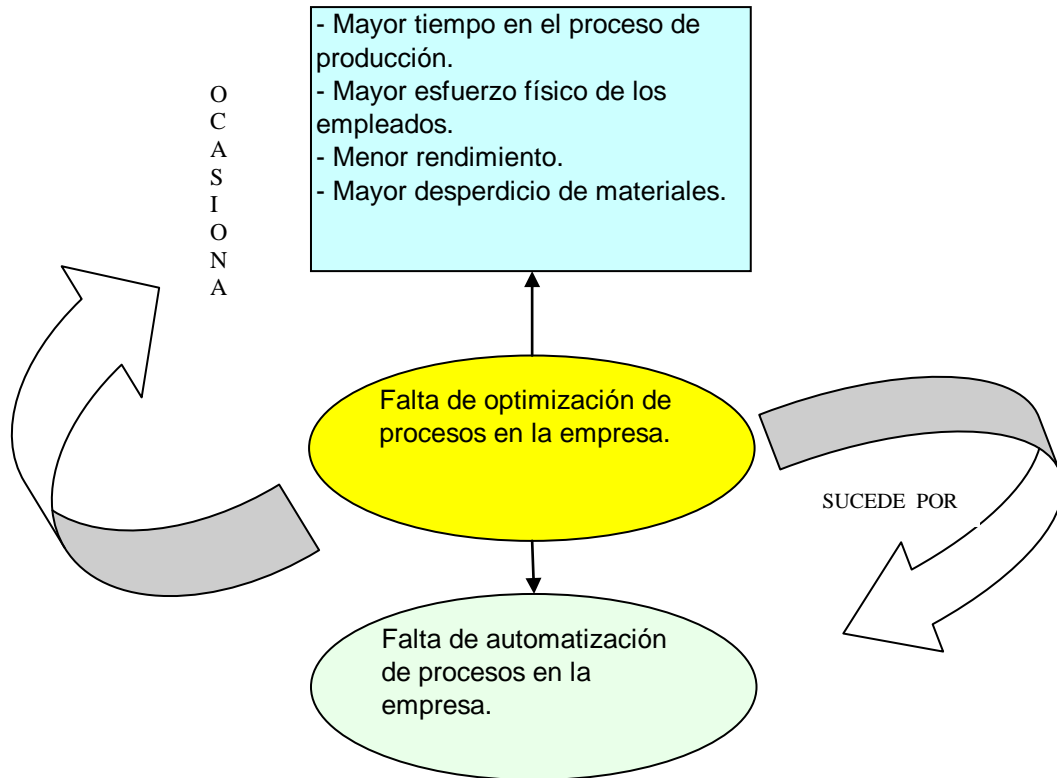 - Mayor tiempo en el proceso de
producción.
- Mayor esfuerzo físico de los
empleados.
- Menor rendimiento.
- Mayor desperdicio de materiales.
O
C
A
S
I
O
N
A
Falta de optimización de
procesos en la empresa.
SUCEDE POR
Falta de automatización
de procesos en la
empresa.